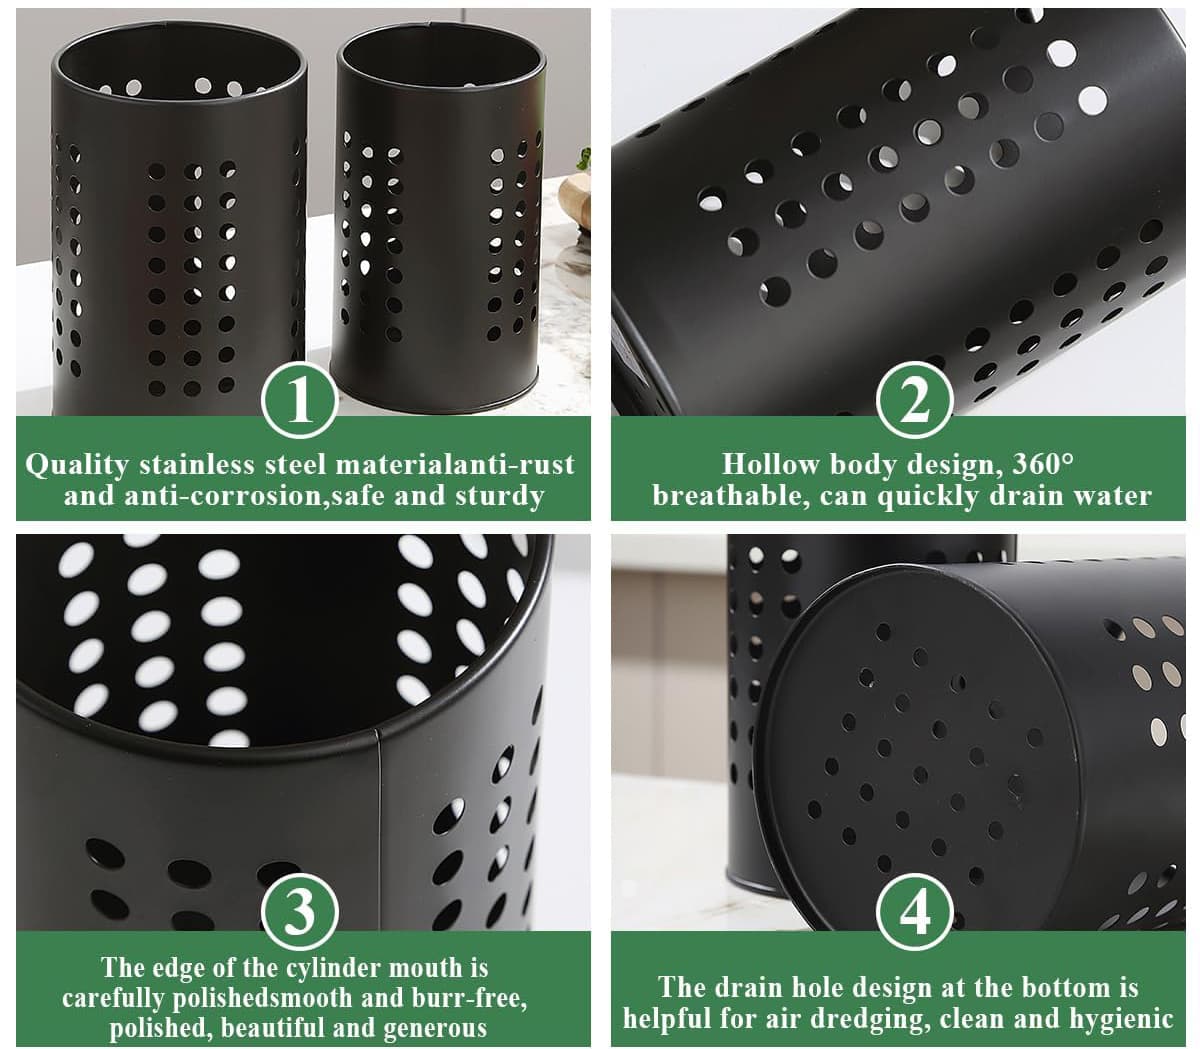 1
Quality stainless steel materialanti-rust
and anti-corrosion,safe and sturdy
2
Hollow body design, 360°
breathable, can quickly drain water
3
The edge of the cylinder mouth is
carefully polishedsmooth and burr-free,
polished, beautiful and generous
4
The drain hole design at the bottom is
helpful for air dredging, clean and hygienic